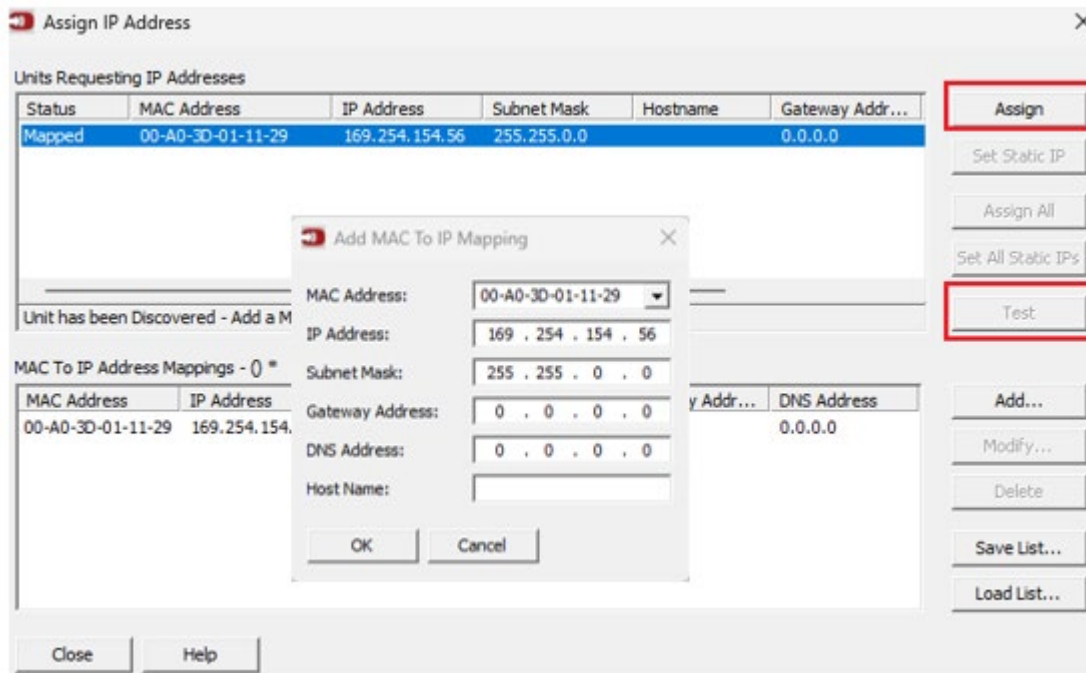 Assign IP Address
Units Requesting IP Addresses
Status MAC Address IP Address Subnet Mask Hostname Gateway Addr...
Mapped 00-A0-3D-01-11-29 169.254.154.56 255.255.0.0 0.0.0.0
Assign
Set Static IP
Assign All
Set All Static IPs
Test
Unit has been Discovered - Add a M
Add MAC To IP Mapping
MAC Address: 00-A0-3D-01-11-29
IP Address: 169 . 254 . 154 . 56
Subnet Mask: 255 . 255 . 0 . 0
Gateway Address: 0 . 0 . 0 . 0
DNS Address: 0 . 0 . 0 . 0
Host Name:
OK Cancel
MAC To IP Address Mappings - () *
MAC Address IP Address y Addr... DNS Address
00-A0-3D-01-11-29 169.254.154. 0.0.0.0
Add...
Modify...
Delete
Save List...
Load List...
Close Help